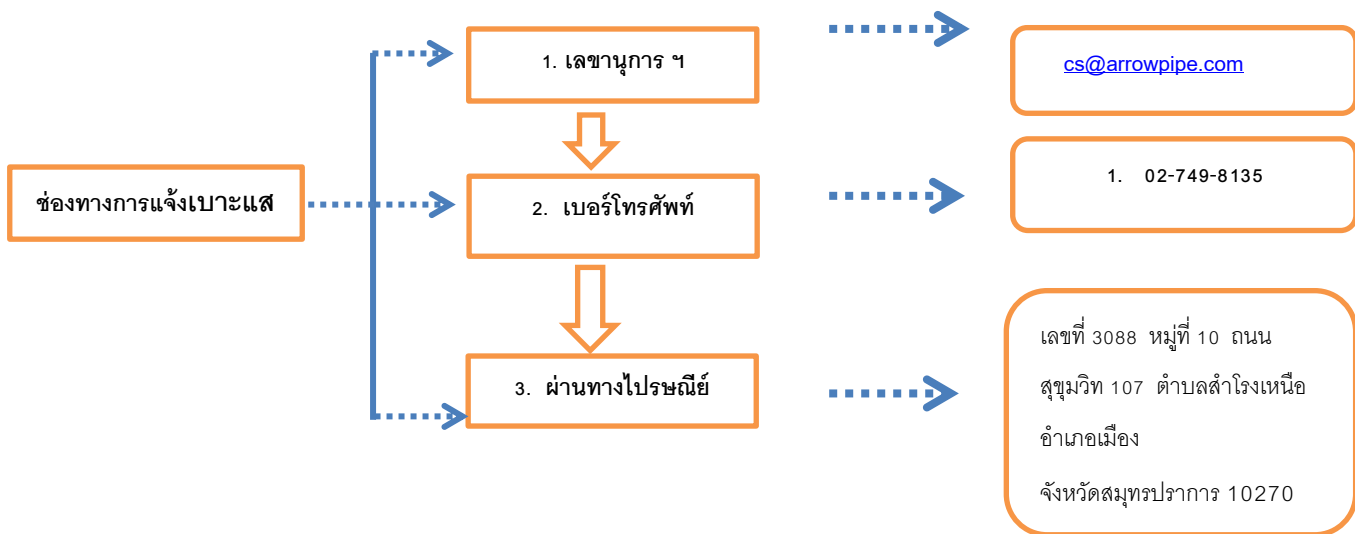 ช่องทางการแจ้งเบาะแส
1. เลขานุการ ฯ
cs@arrowpipe.com
2. เบอร์โทรศัพท์
1. 02-749-8135
3. ผ่านทางไปรษณีย์
เลขที่ 3088 หมู่ที่ 10 ถนน
สุขุมวิท 107 ตำบลสำโรงเหนือ
อำเภอเมือง
จังหวัดสมุทรปราการ 10270